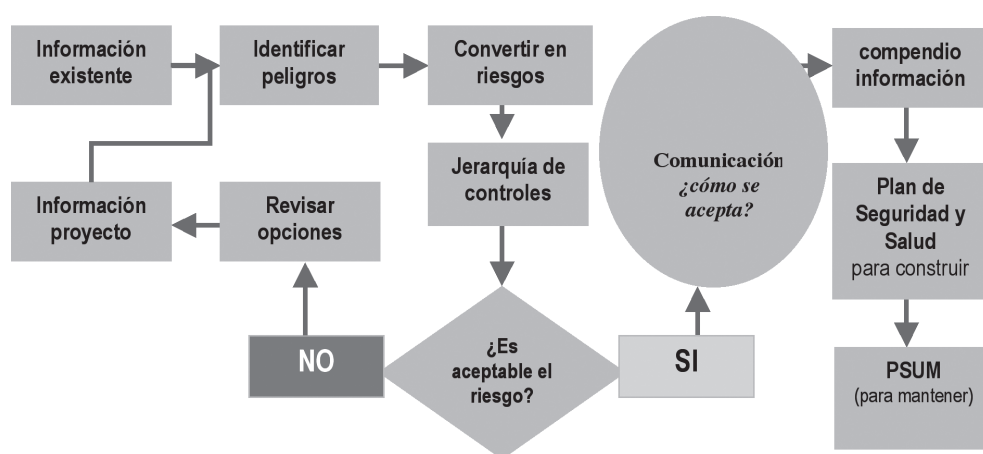 Información
existente
Identificar
peligros
Convertir en
riesgos
Jerarquía de
controles
Información
proyecto
Revisar
opciones
NO
¿Es
aceptable el
riesgo?
SI
Comunicación
¿cómo se
acepta?
compendio
información
Plan de
Seguridad y
Salud
para construir
PSUM
(para mantener)